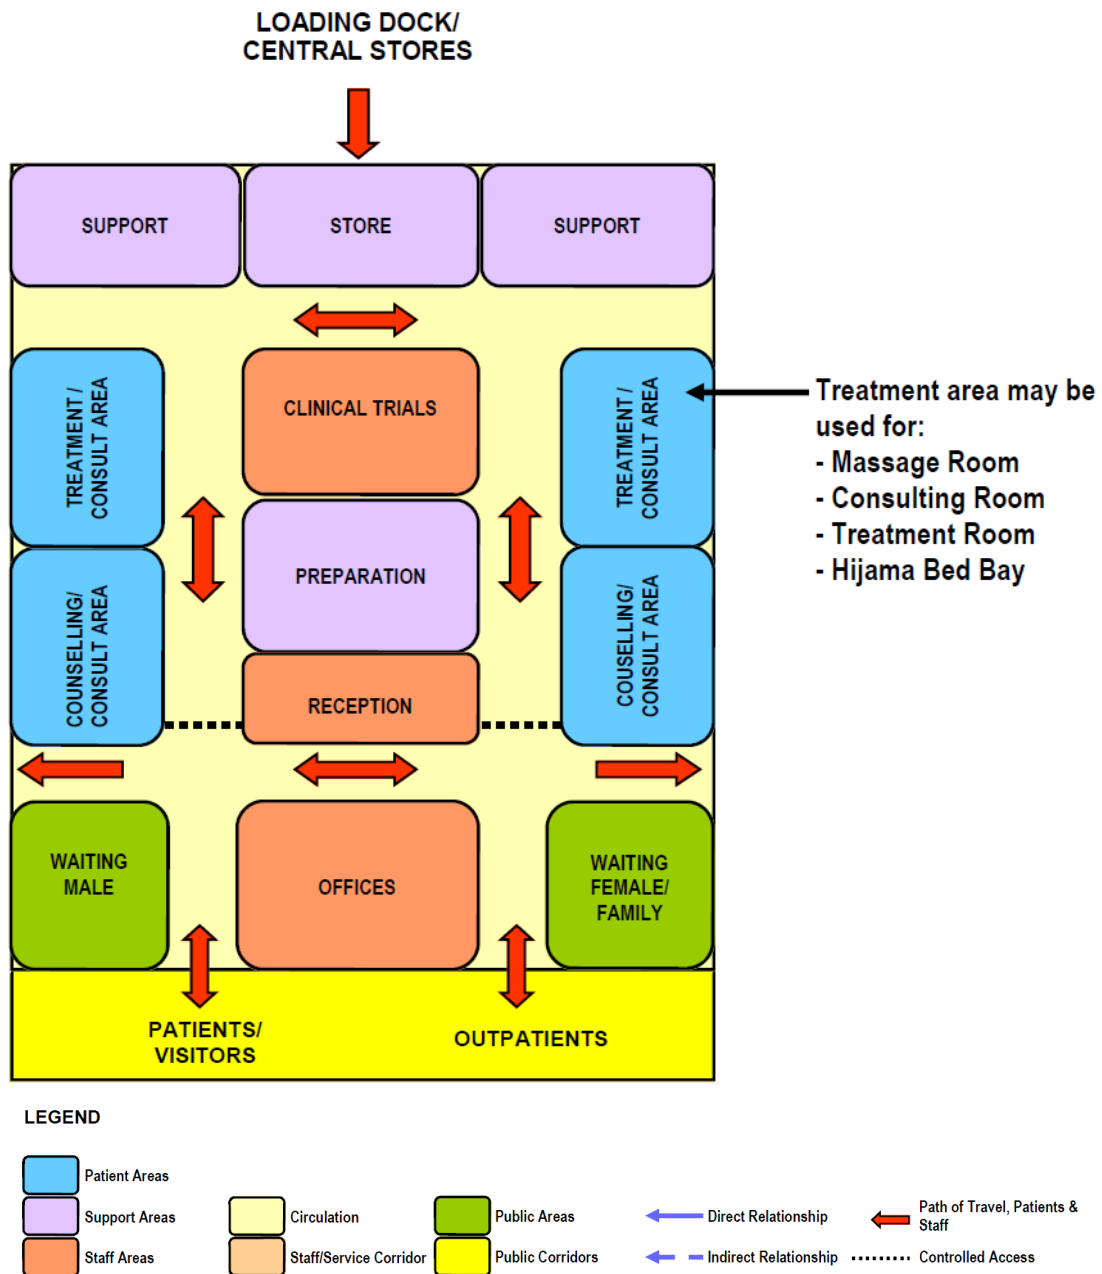 LOADING DOCK/
CENTRAL STORES
SUPPORT
STORE
SUPPORT
TREATMENT /
CONSULT AREA
CLINICAL TRIALS
TREATMENT /
CONSULT AREA
Treatment area may be
used for:
- Massage Room
- Consulting Room
- Treatment Room
- Hijama Bed Bay
PREPARATION
COUNSELLING/
CONSULT AREA
RECEPTION
COUSELLING/
CONSULT AREA
WAITING
MALE
OFFICES
WAITING
FEMALE/
FAMILY
PATIENTS/
VISITORS
OUTPATIENTS
LEGEND
Patient Areas
Support Areas
Staff Areas
Circulation
Staff/Service Corridor
Public Areas
Public Corridors
Direct Relationship
Indirect Relationship
Path of Travel, Patients &
Staff
Controlled Access